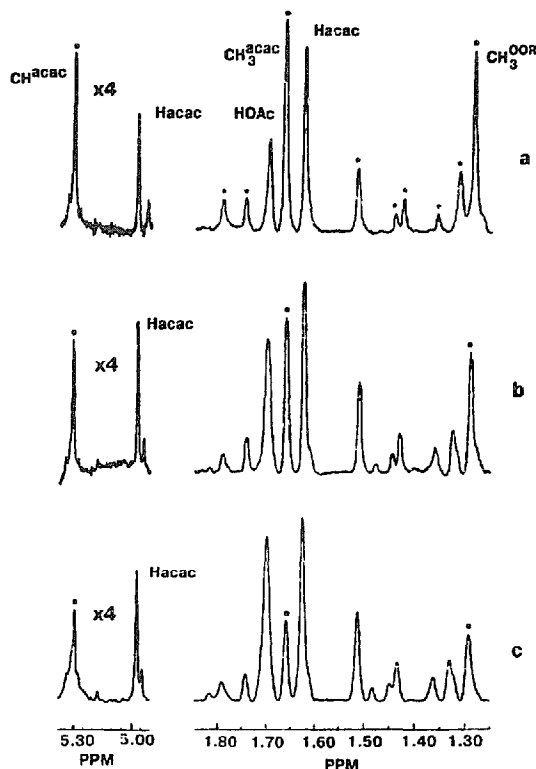 Hacac
CH3^acac
CH^acac
x4
CH3^OOR
Hacac
HOAc
a
Hacac
x4
b
Hacac
x4
c
5.30 5.00 1.80 1.70 1.60 1.50 1.40 1.30
PPM PPM